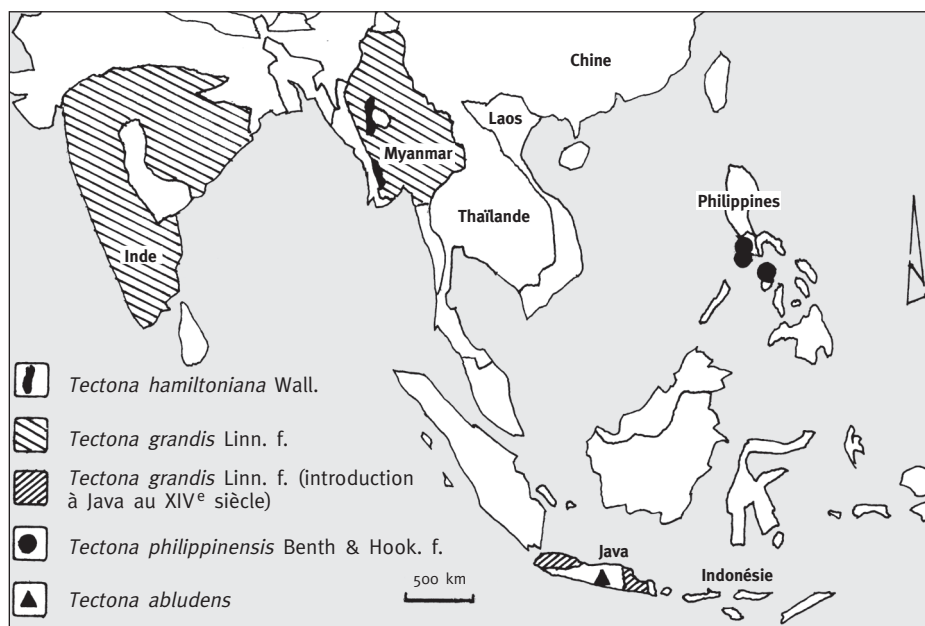 Chine
Laos
Myanmar
Philippines
Thaïlande
Inde
Tectona hamiltoniana Wall.
Tectona grandis Linn. f.
Tectona grandis Linn. f. (introduction
à Java au XIVe siècle)
Tectona philippinensis Benth & Hook. f.
Tectona abludens
500 km
Java
Indonésie